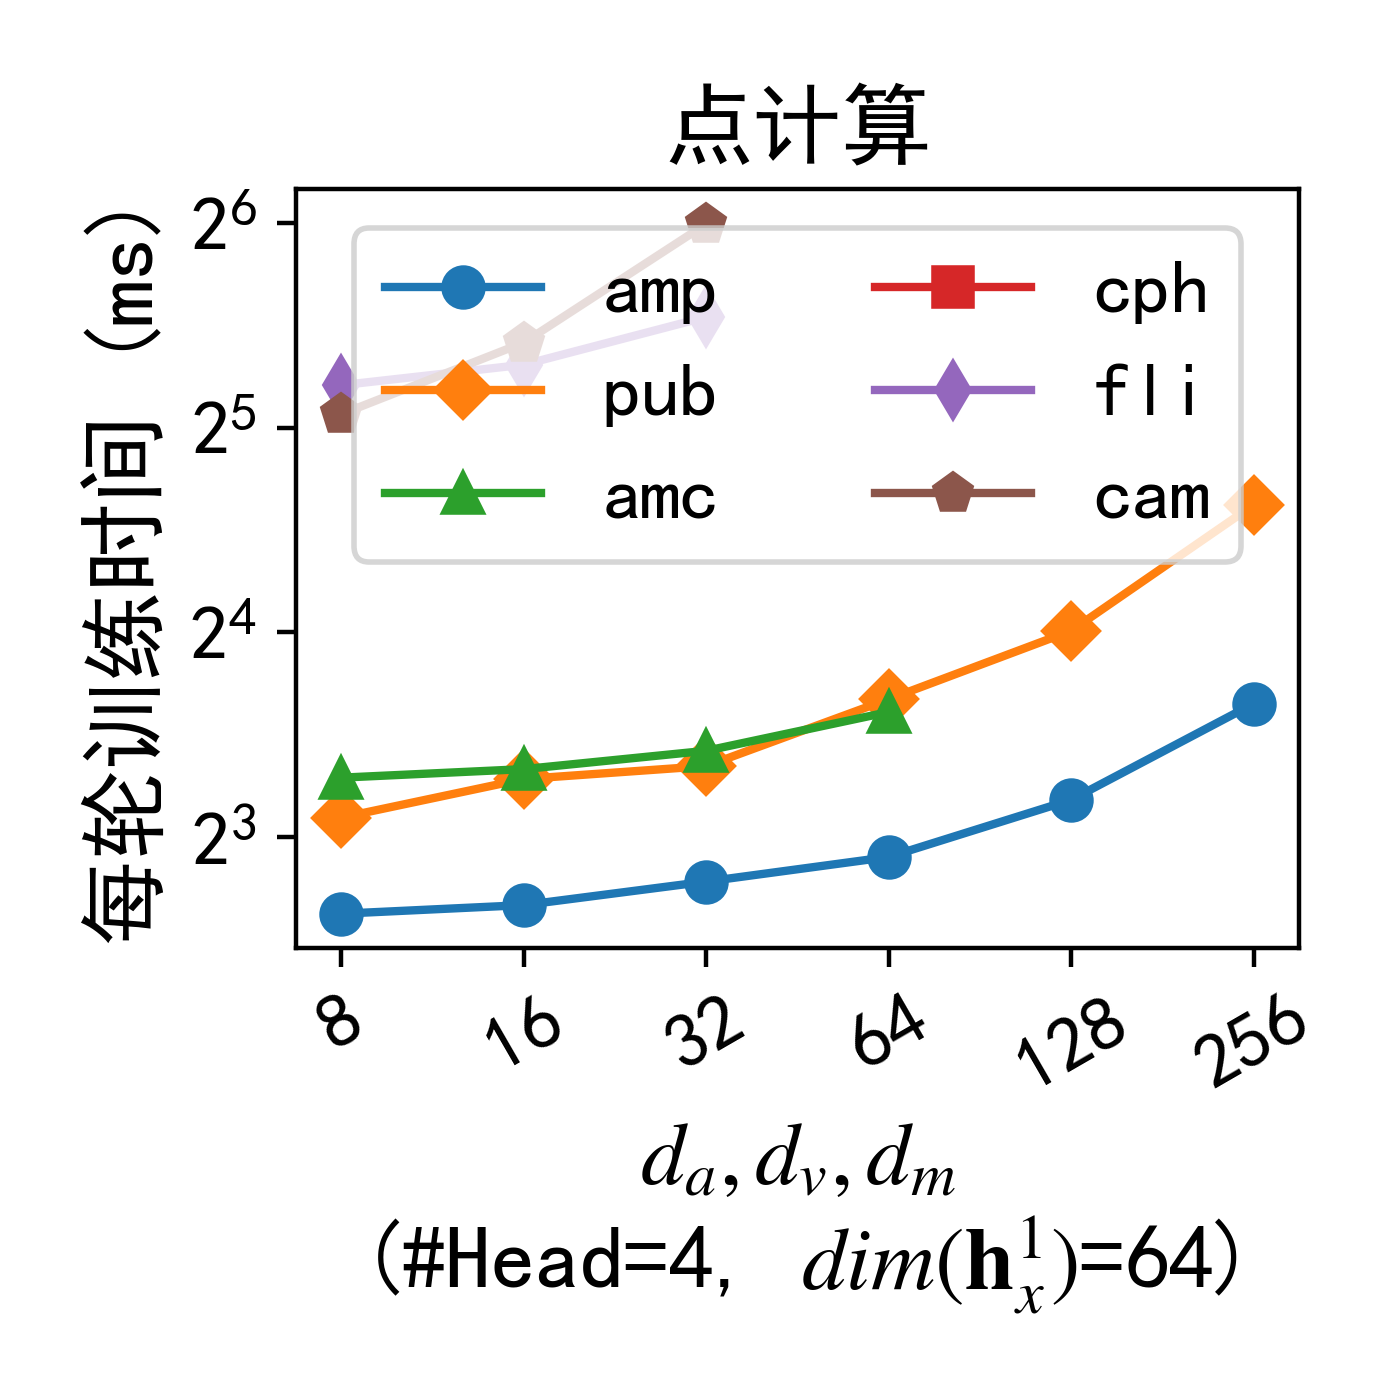 点计算
每轮训练时间 (ms)
2^6
2^5
2^4
2^3
amp
pub
amc
cph
fli
cam
8 16 32 64 128 256
d_a, d_v, d_m
(#Head=4, dim(h_x^1)=64)